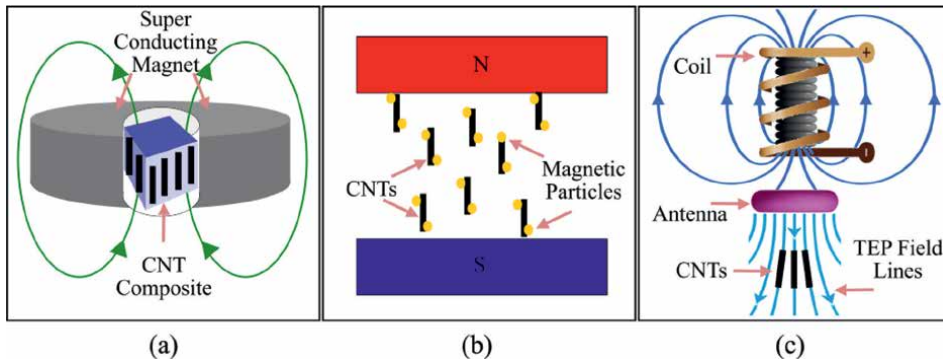 Super
Conducting
Magnet
CNT
Composite
(a)
N
CNTs
Magnetic
Particles
S
(b)
Coil
+
-
Antenna
CNTs
TEP Field
Lines
(c)